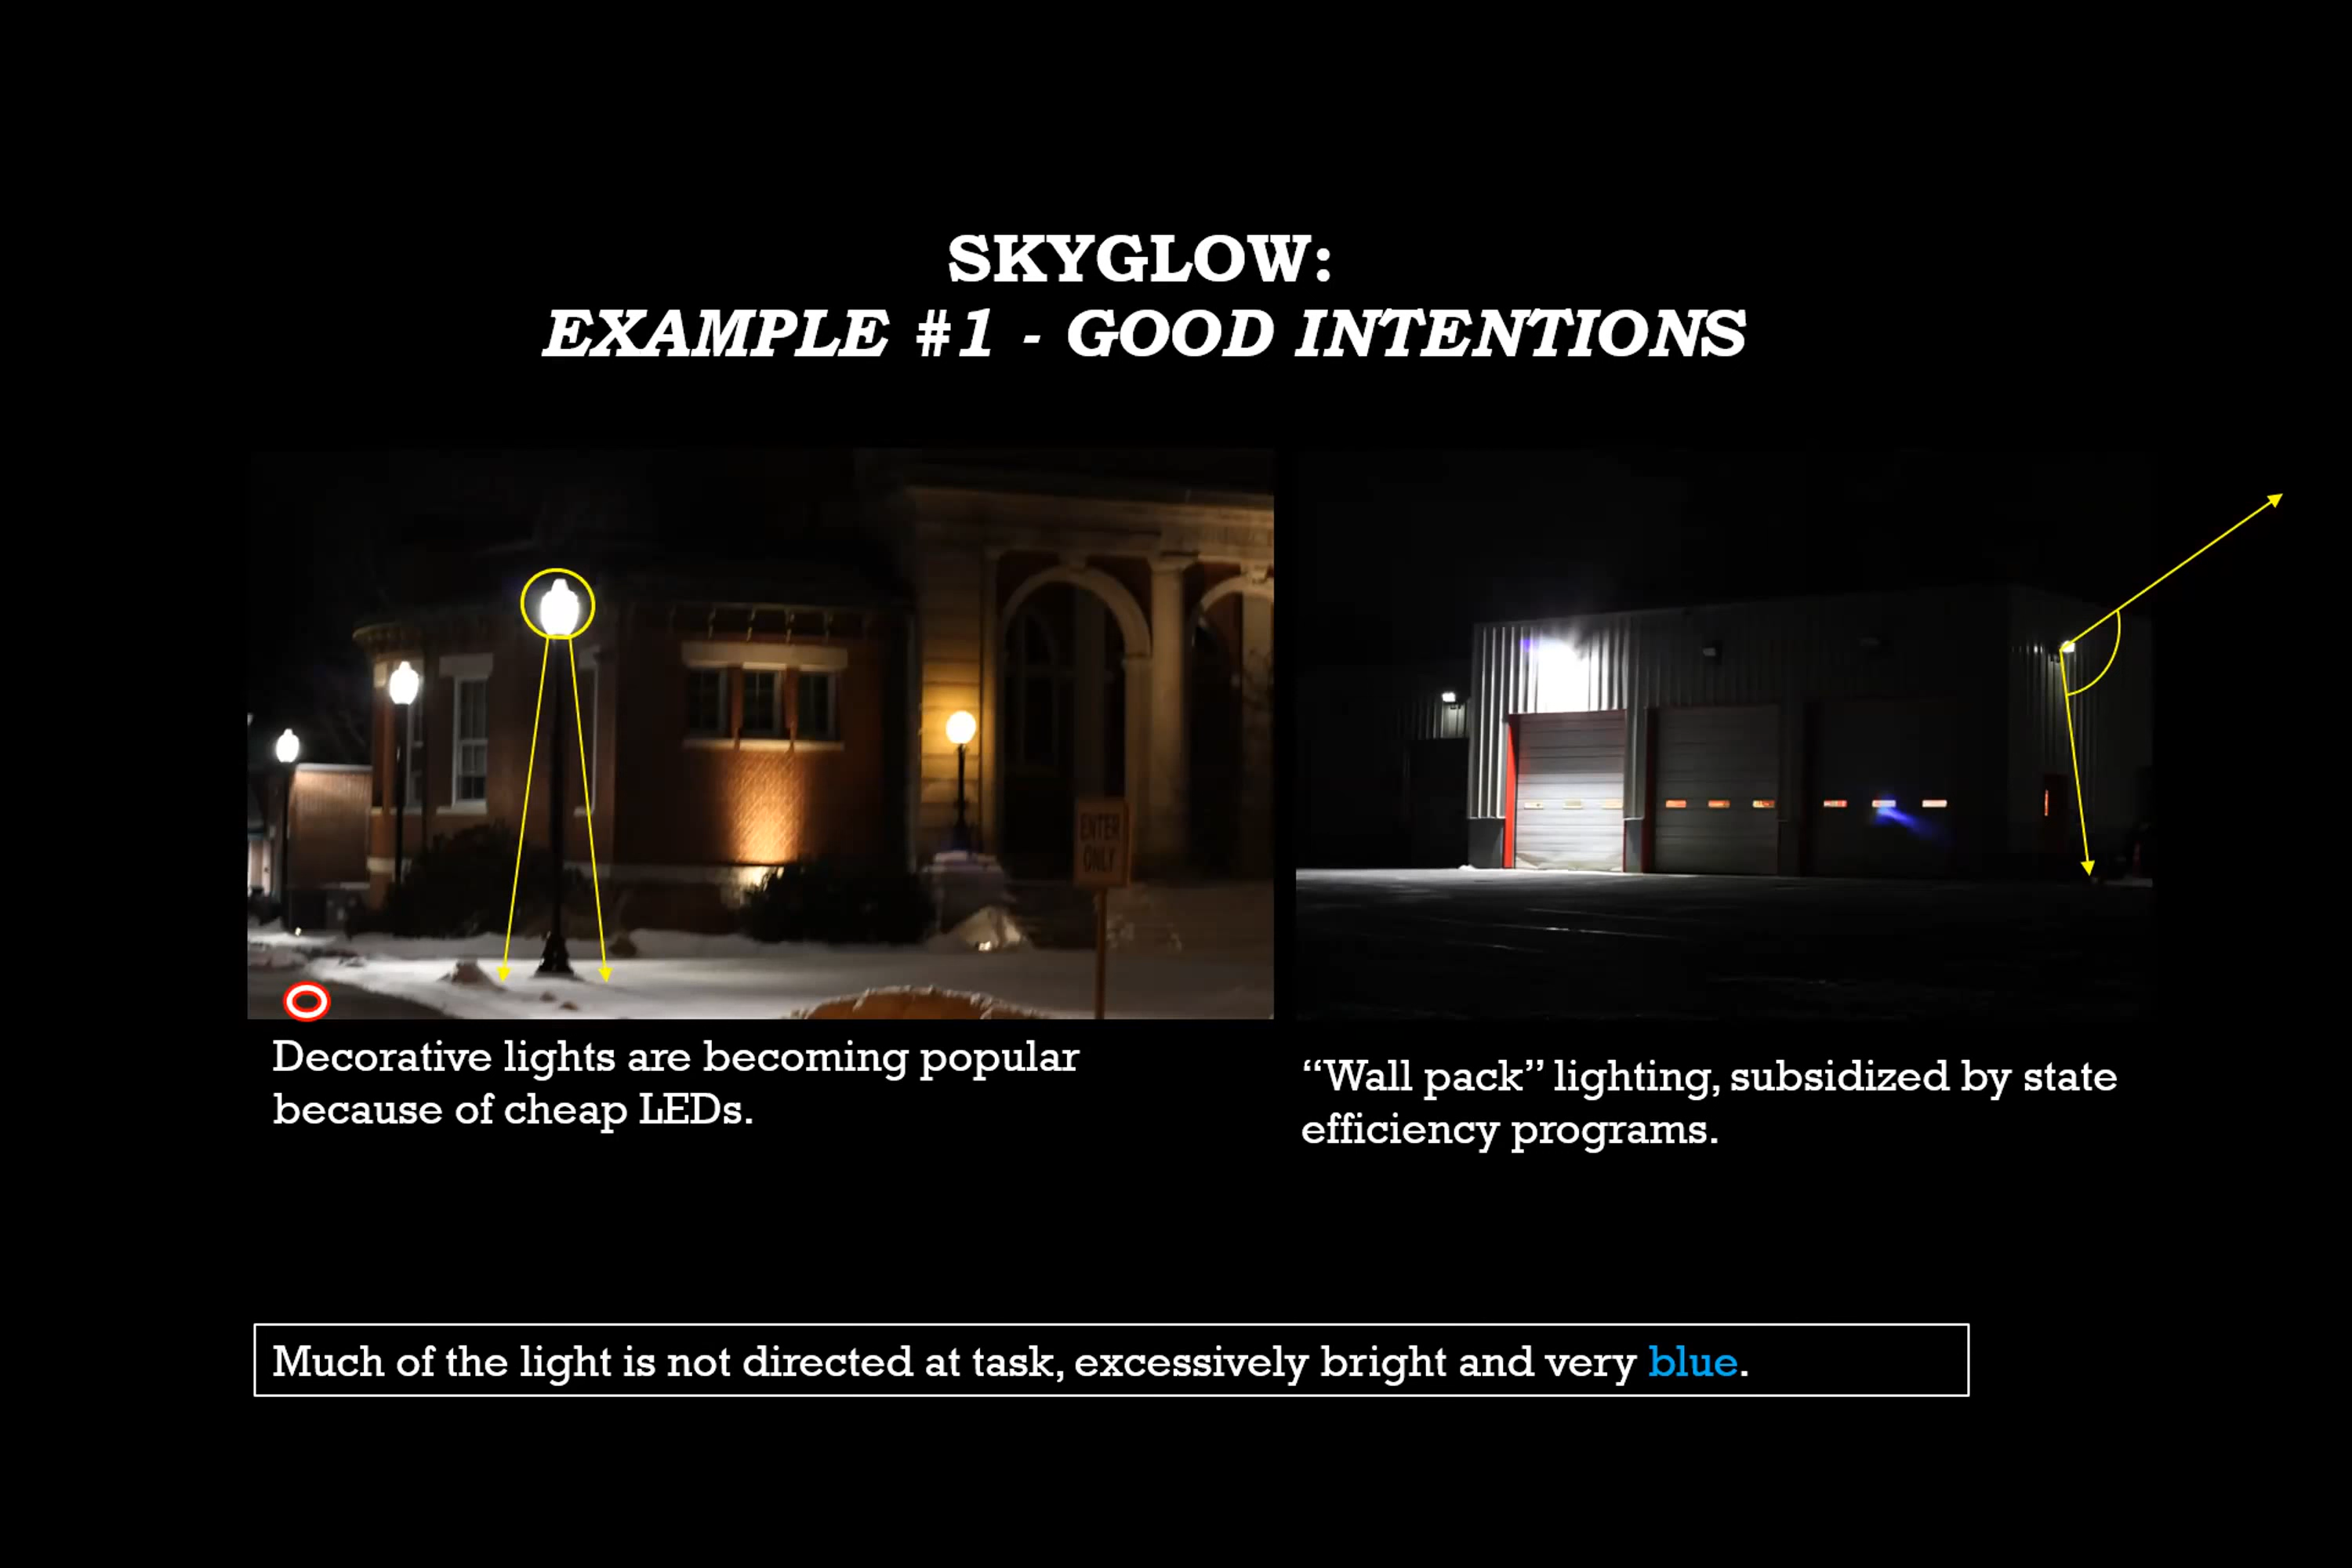 SKYGLOW:
EXAMPLE #1 - GOOD INTENTIONS
ENTER
ONLY
Decorative lights are becoming popular
because of cheap LEDs.
“Wall pack” lighting, subsidized by state
efficiency programs.
Much of the light is not directed at task, excessively bright and very blue.